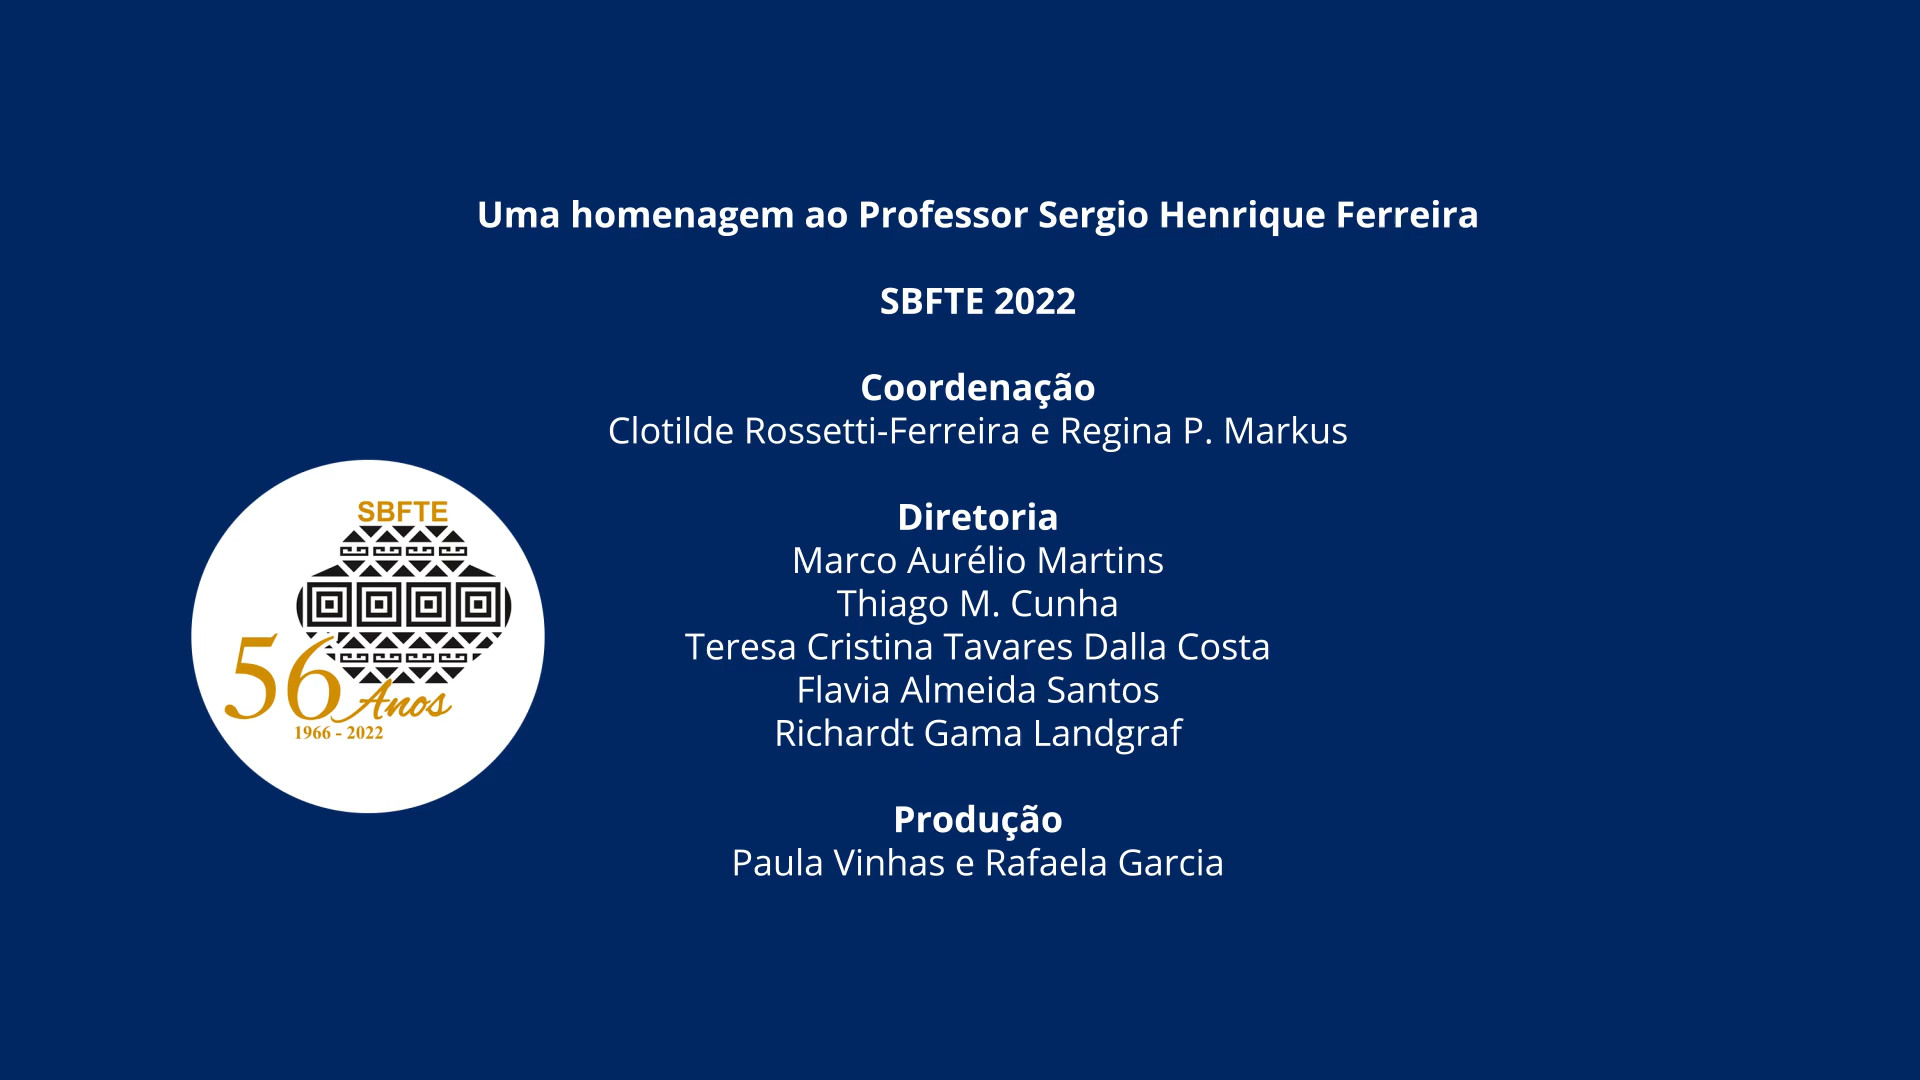 Uma homenagem ao Professor Sergio Henrique Ferreira
SBFTE 2022
Coordenação
Clotilde Rossetti-Ferreira e Regina P. Markus
Diretoria
Marco Aurélio Martins
Thiago M. Cunha
Teresa Cristina Tavares Dalla Costa
Flavia Almeida Santos
Richardt Gama Landgraf
Produção
Paula Vinhas e Rafaela Garcia
SBFTE
56 Anos
1966 - 2022